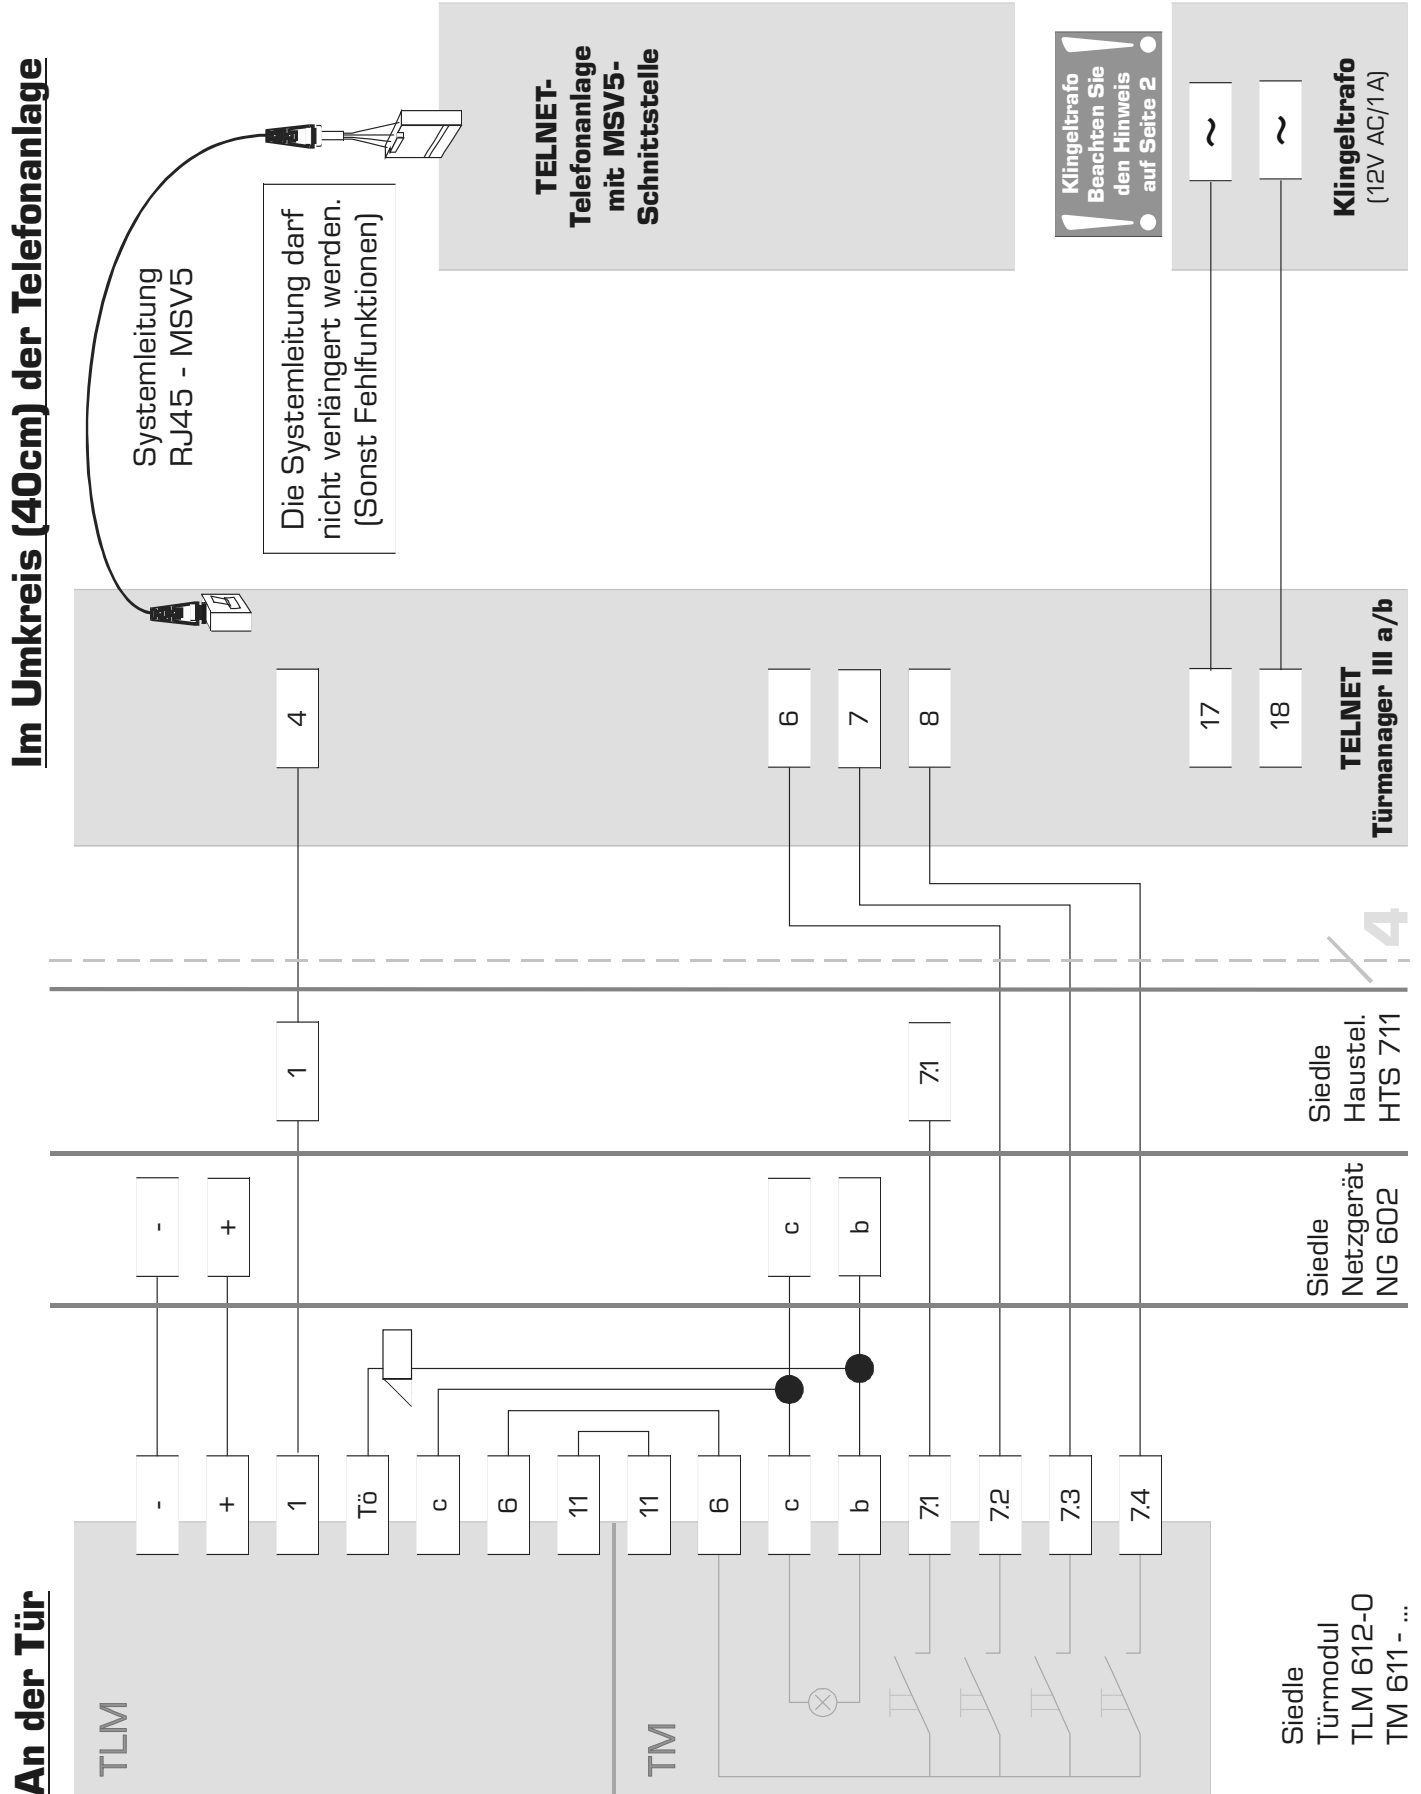 An der Tür
Im Umkreis (40cm) der Telefonanlage
TLM
TM
-
+
1
Tö
c
6
11
11
6
c
b
7.1
7.2
7.3
7.4
Siedle
Türmodul
TLM 612-0
TM 611- ...
-
+
c
b
Siedle
Netzgerät
NG 602
1
7.1
Siedle
Haustel.
HTS 711
4
4
6
7
8
17
18
TELNET
Türmanager III a/b
Systemleitung
RJ45 - MSV5
Die Systemleitung darf
nicht verlängert werden.
(Sonst Fehlfunktionen)
TELNET-
Telefonanlage
mit MSV5-
Schnittstelle
Klingeltrafo
Beachten Sie
den Hinweis
auf Seite 2
! !
~
~
Klingeltrafo
(12V AC/1A)